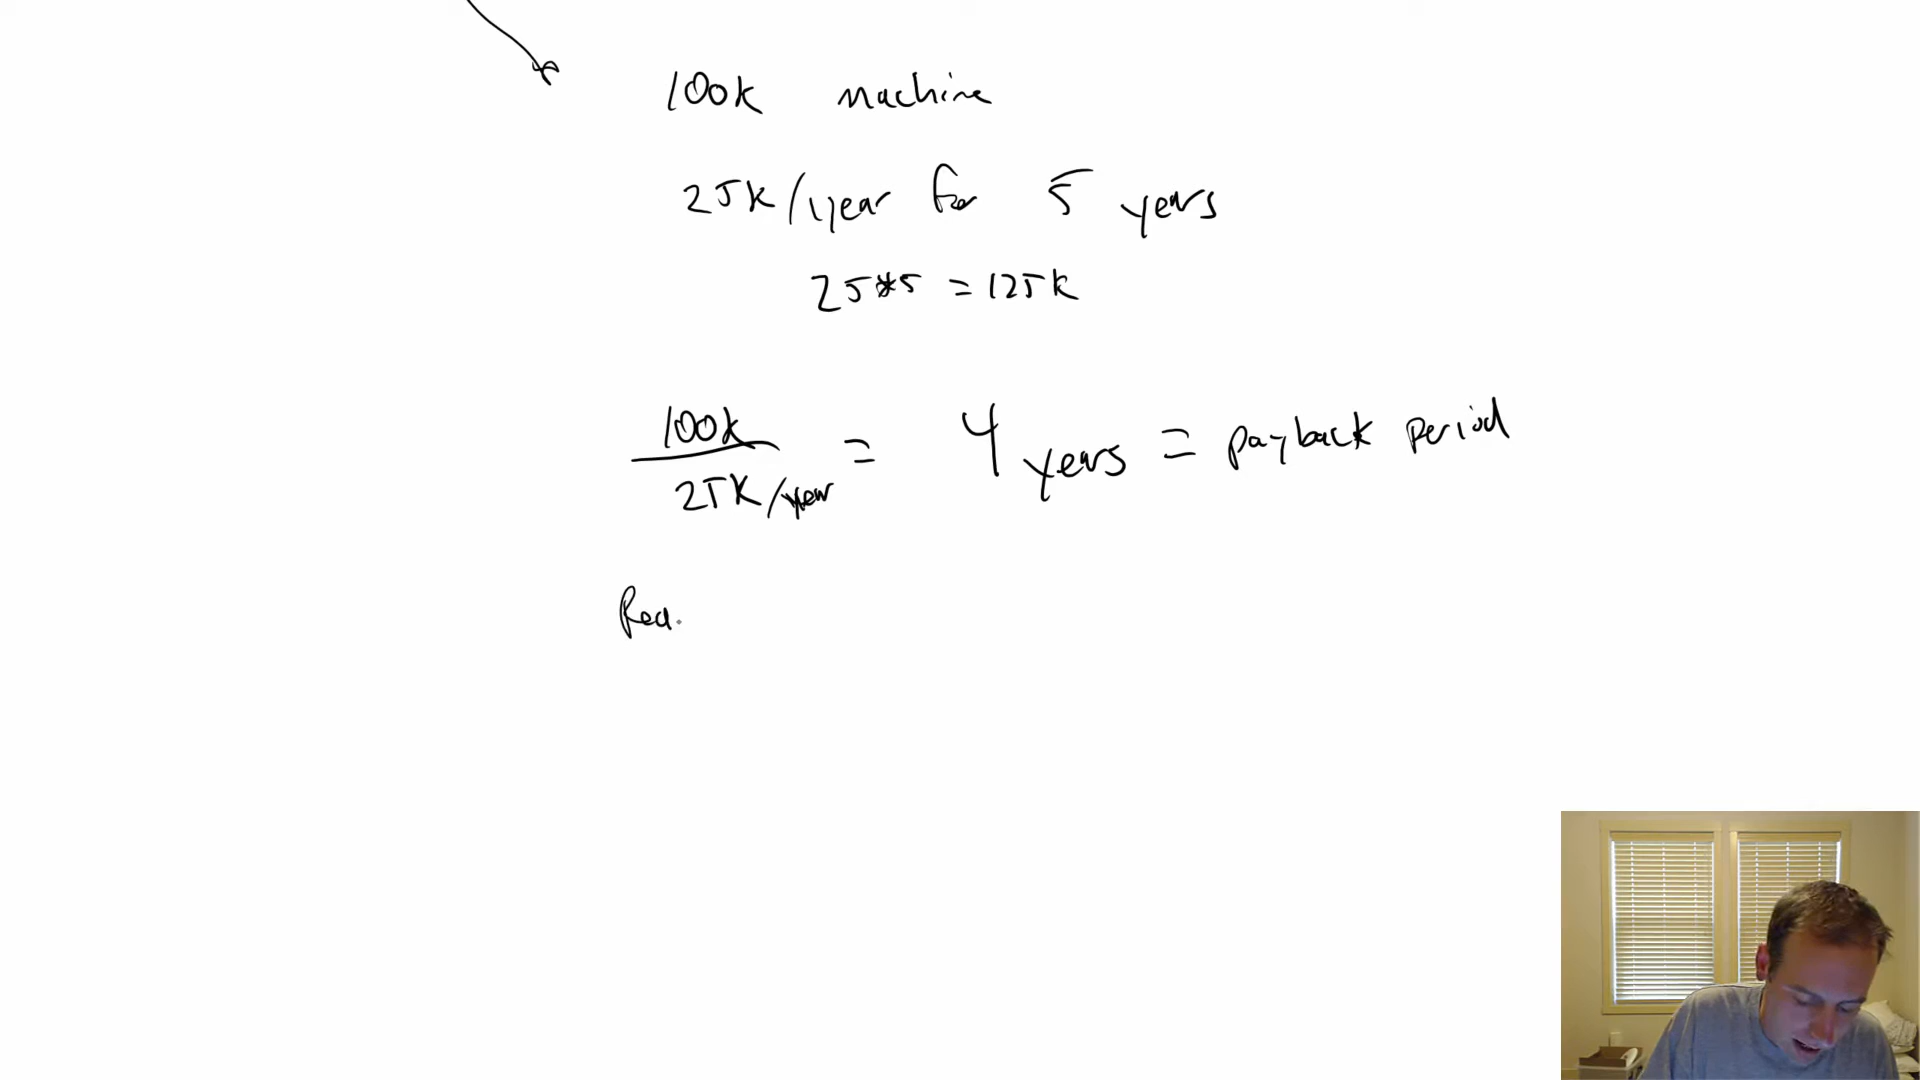 100k machine
25k/year for 5 years
25*5 = 125k
100k
25k/year
= 4 years = payback period
Rea